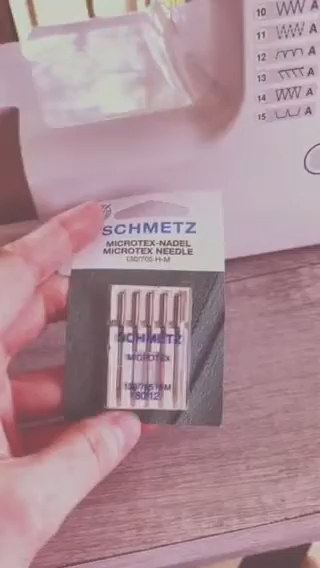 10 A
11 A
12 A
13 A
14 A
15 A
SCHMETZ
MICROTEX-NADEL
MICROTEX NEEDLE
130/705 H-M
SCHMETZ
MICROTEX
130/705 H-M
80/12